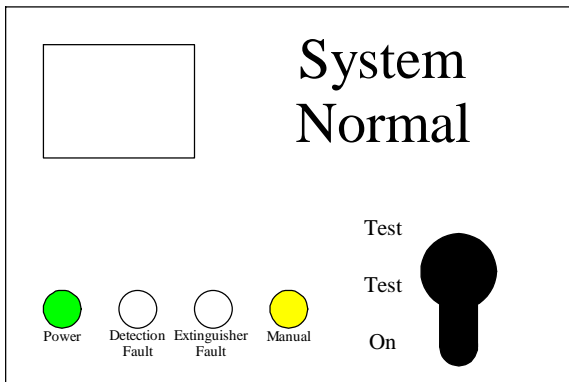 System
Normal
Test
Test
On
Power
Detection
Fault
Extinguisher
Fault
Manual